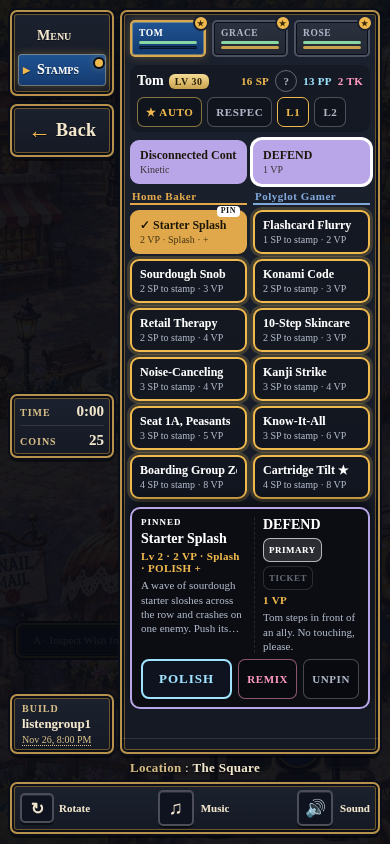 Menu
Stamps
← Back
TOM
GRACE
ROSE
Tom LV 30 16 SP ? 13 PP 2 TK
★ AUTO RESPEC L1 L2
Disconnected Cont
Kinetic
DEFEND
1 VP
Home Baker
Polyglot Gamer
PIN
✓ Starter Splash
2 VP · Splash · +
Flashcard Flurry
1 SP to stamp · 2 VP
Sourdough Snob
2 SP to stamp · 3 VP
Konami Code
2 SP to stamp · 3 VP
Retail Therapy
2 SP to stamp · 4 VP
10-Step Skincare
2 SP to stamp · 3 VP
Noise-Canceling
3 SP to stamp · 4 VP
Kanji Strike
3 SP to stamp · 4 VP
Seat 1A, Peasants
3 SP to stamp · 5 VP
Know-It-All
3 SP to stamp · 6 VP
Boarding Group Z
4 SP to stamp · 8 VP
Cartridge Tilt ★
4 SP to stamp · 8 VP
TIME 0:00
COINS 25
PINNED
Starter Splash
Lv 2 · 2 VP · Splash
· POLISH +
A wave of sourdough
starter sloshes across
the row and crashes on
one enemy. Push its…
DEFEND
PRIMARY
TICKET
1 VP
Tom steps in front of
an ally. No touching,
please.
POLISH REMIX UNPIN
A · Inspect Wish
BUILD
listengroup1
Nov 26, 8:00 PM
Location : The Square
Rotate
Music
Sound